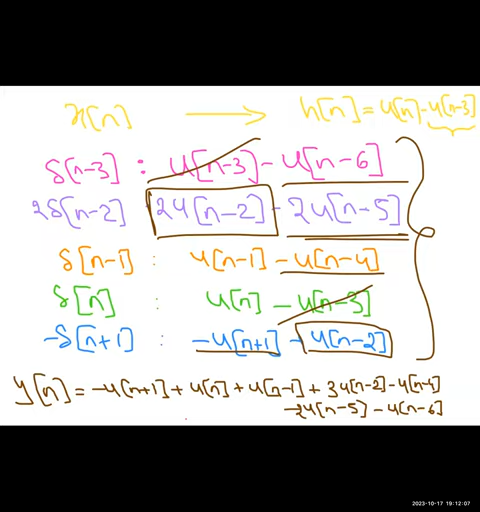 x[n] → h[n] = u[n]-u[n-3]
δ[n-3] : u[n-3] - u[n-6]
2δ[n-2] 2u[n-2] - 2u[n-5]
δ[n-1] : u[n-1] - u[n-4]
δ[n] : u[n] - u[n-3]
-δ[n+1] : -u[n+1] - u[n-2]
y[n] = -u[n+1] + u[n] + u[n-1] + 3u[n-2] - u[n-4]
-2u[n-5] - u[n-6]
2023-10-17 19:12:07